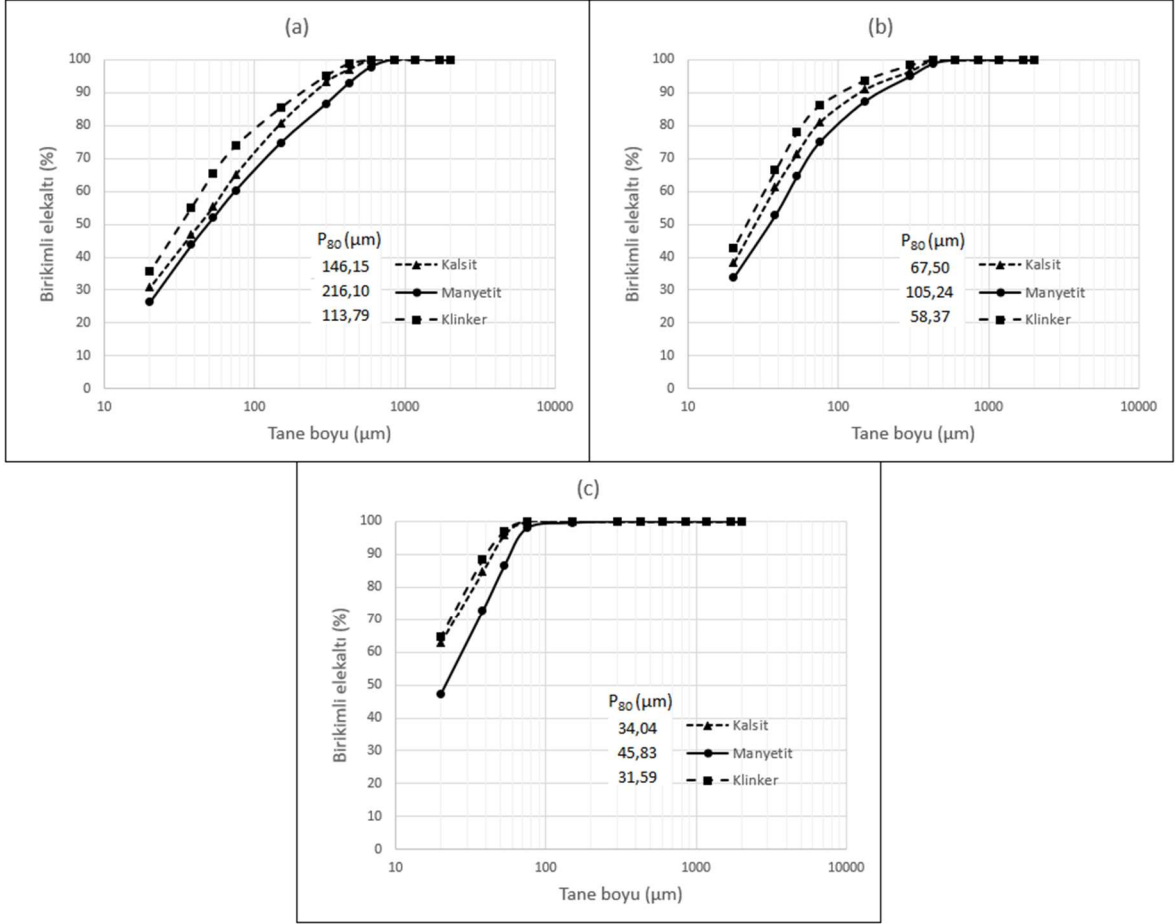 (a)
Birikimli elekaltı (%)
100
90
80
70
60
50
40
30
20
10
0
P80 (µm)
146,15 Kalsit
216,10 Manyetit
113,79 Klinker
10 100 1000 10000
Tane boyu (µm)
(b)
Birikimli elekaltı (%)
100
90
80
70
60
50
40
30
20
10
0
P80 (µm)
67,50 Kalsit
105,24 Manyetit
58,37 Klinker
10 100 1000 10000
Tane boyu (µm)
(c)
Birikimli elekaltı (%)
100
90
80
70
60
50
40
30
20
10
0
P80 (µm)
34,04 Kalsit
45,83 Manyetit
31,59 Klinker
10 100 1000 10000
Tane boyu (µm)